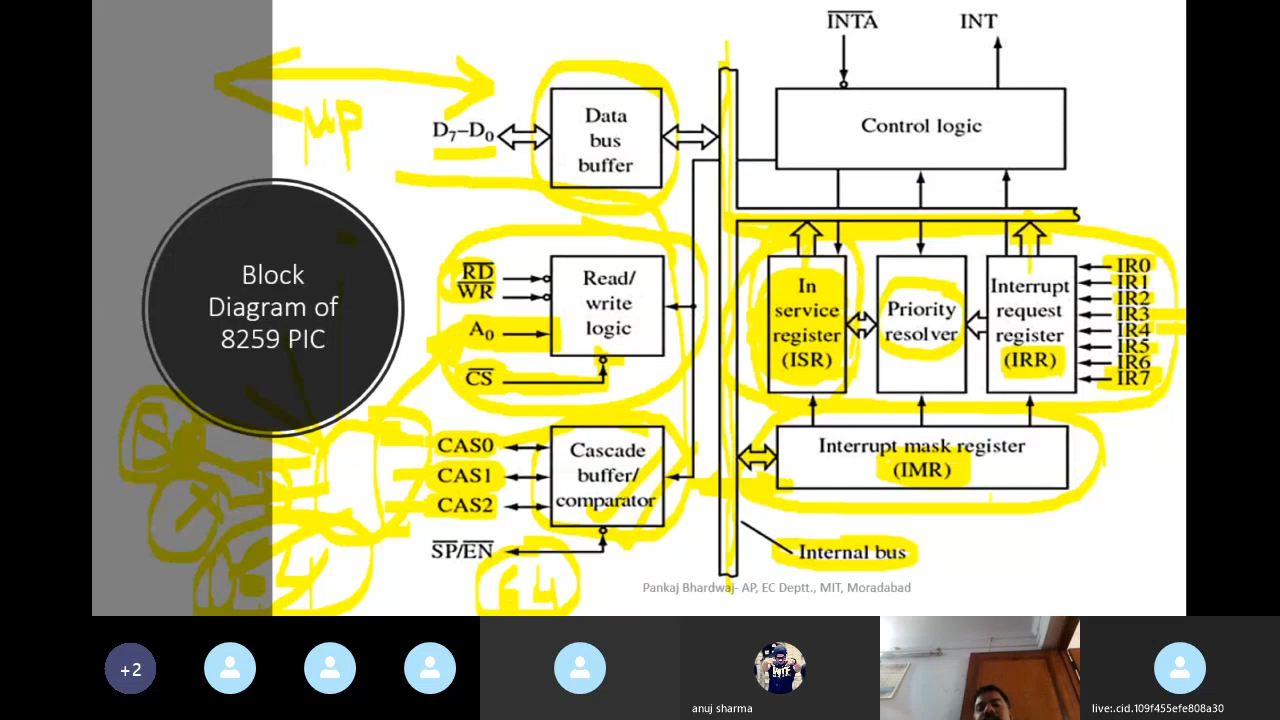 Block
Diagram of
8259 PIC
μp
INTA
INT
D7–D0
Data
bus
buffer
Control logic
RD
WR
A0
CS
Read/
write
logic
In
service
register
(ISR)
Priority
resolver
Interrupt
request
register
(IRR)
IR0
IR1
IR2
IR3
IR4
IR5
IR6
IR7
CAS0
CAS1
CAS2
SP/EN
Cascade
buffer/
comparator
Interrupt mask register
(IMR)
Internal bus
64
Pankaj Bhardwaj- AP, EC Deptt., MIT, Moradabad
+2
anuj sharma
live:.cid.109f455efe808a30